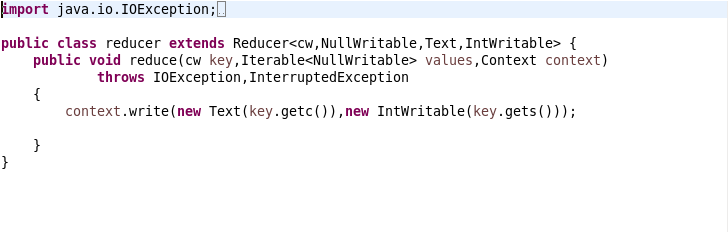 import java.io.IOException;
public class reducer extends Reducer<cw,NullWritable,Text,IntWritable> {
    public void reduce(cw key,Iterable<NullWritable> values,Context context)
            throws IOException,InterruptedException
    {
        context.write(new Text(key.getc()),new IntWritable(key.gets()));
    }
}